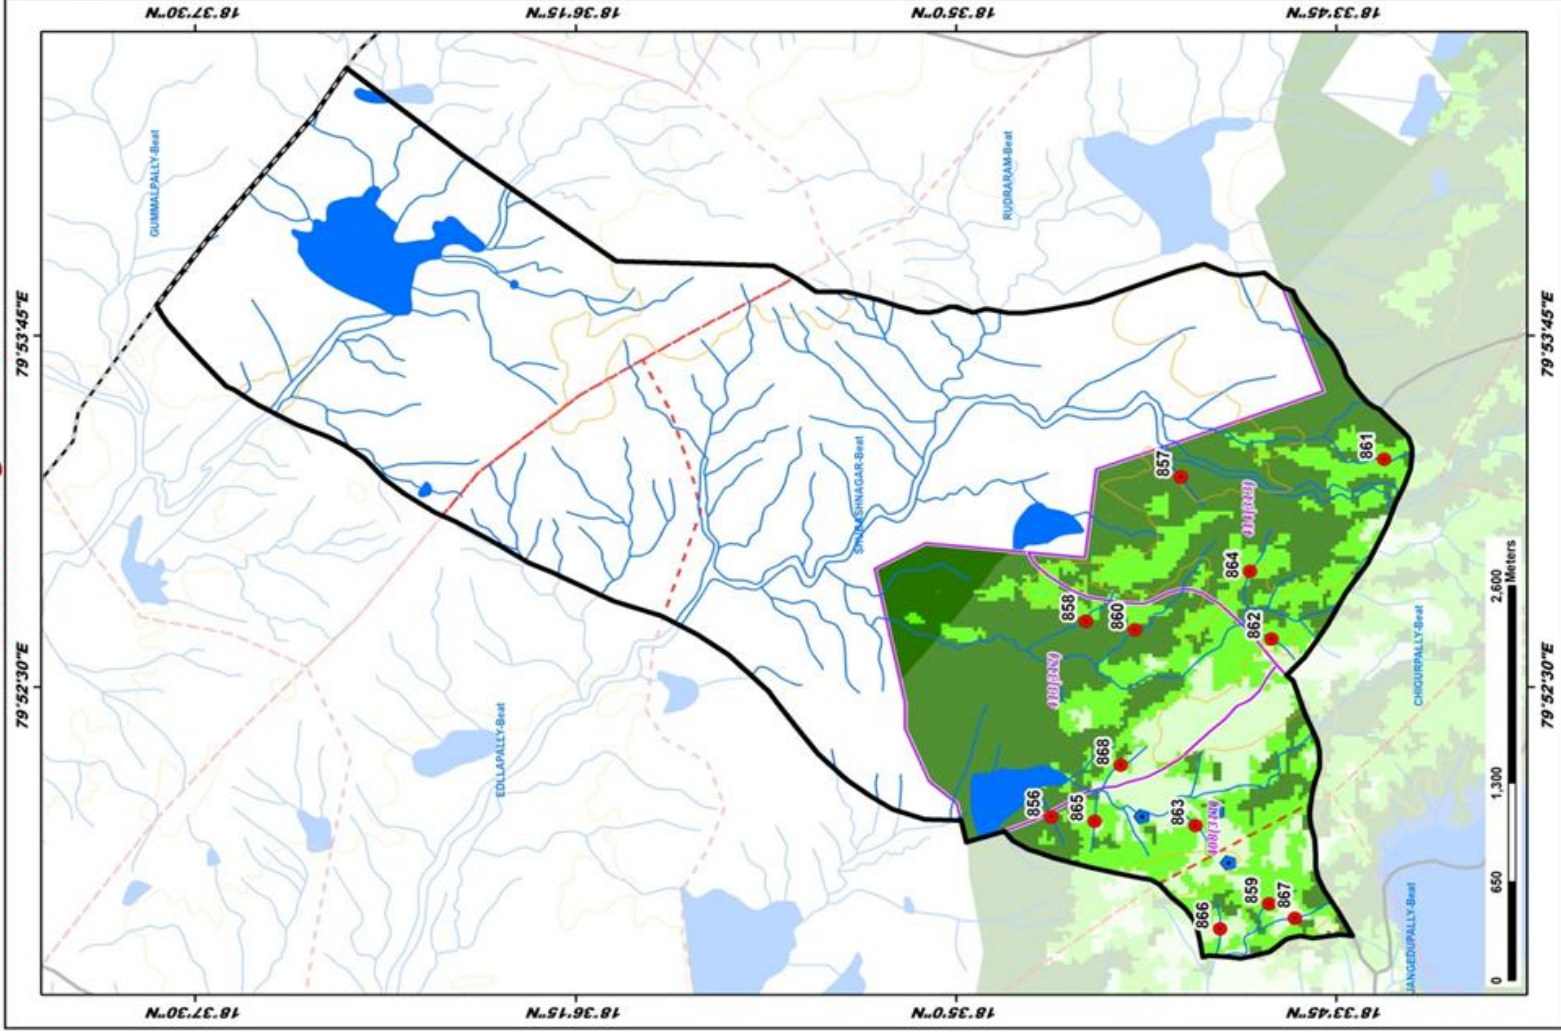 18°37'30"N
18°36'15"N
18°35'0"N
18°33'45"N
79°53'45"E
79°53'45"E
79°52'30"E
79°52'30"E
GUMMALPALLY-Beat
RUDRARAM-Beat
SHUBASHNAGAR-Beat
EDLLAPALLY-Beat
CHIGURPALLY-Beat
JANGEDUPALLY-Beat
857
861
864
858
860
862
868
856
865
863
866
859
867
0
650
1,300
2,600
Meters
18°37'30"N
18°36'15"N
18°35'0"N
18°33'45"N